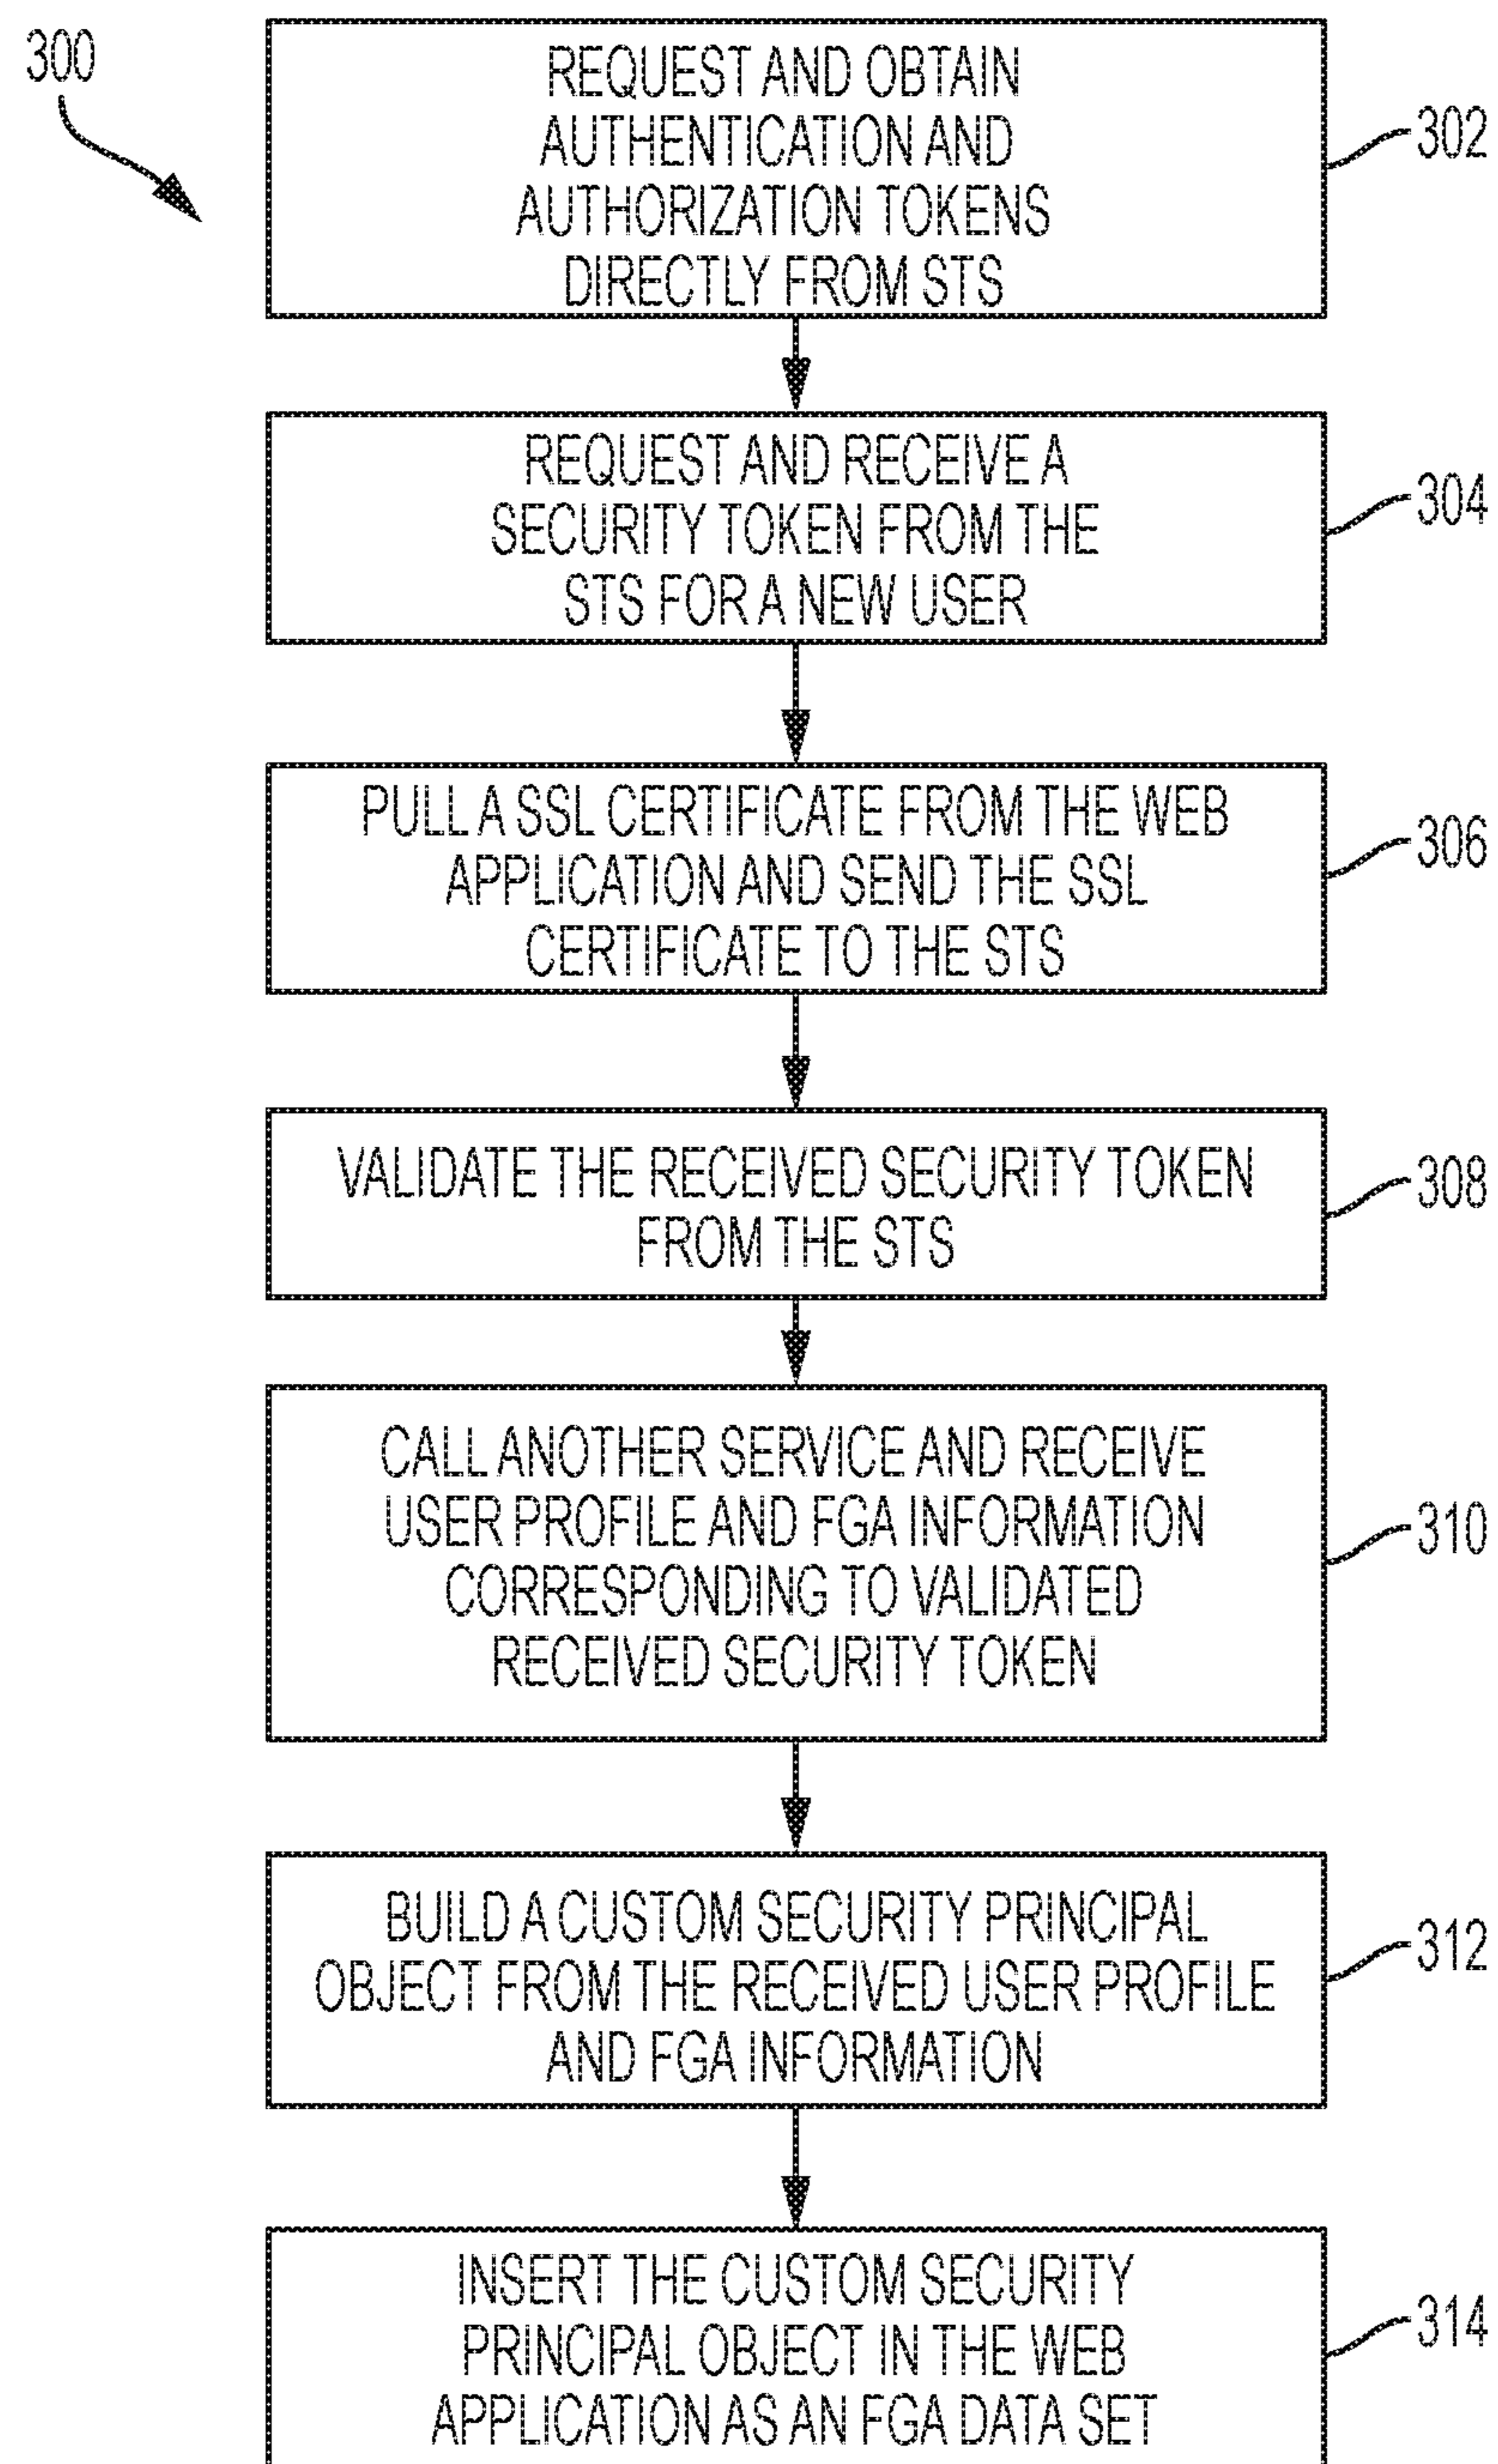 300
REQUEST AND OBTAIN
AUTHENTICATION AND
AUTHORIZATION TOKENS
DIRECTLY FROM STS
302
REQUEST AND RECEIVE A
SECURITY TOKEN FROM THE
STS FOR A NEW USER
304
PULL A SSL CERTIFICATE FROM THE WEB
APPLICATION AND SEND THE SSL
CERTIFICATE TO THE STS
306
VALIDATE THE RECEIVED SECURITY TOKEN
FROM THE STS
308
CALL ANOTHER SERVICE AND RECEIVE
USER PROFILE AND FGA INFORMATION
CORRESPONDING TO VALIDATED
RECEIVED SECURITY TOKEN
310
BUILD A CUSTOM SECURITY PRINCIPAL
OBJECT FROM THE RECEIVED USER PROFILE
AND FGA INFORMATION
312
INSERT THE CUSTOM SECURITY
PRINCIPAL OBJECT IN THE WEB
APPLICATION AS AN FGA DATA SET
314